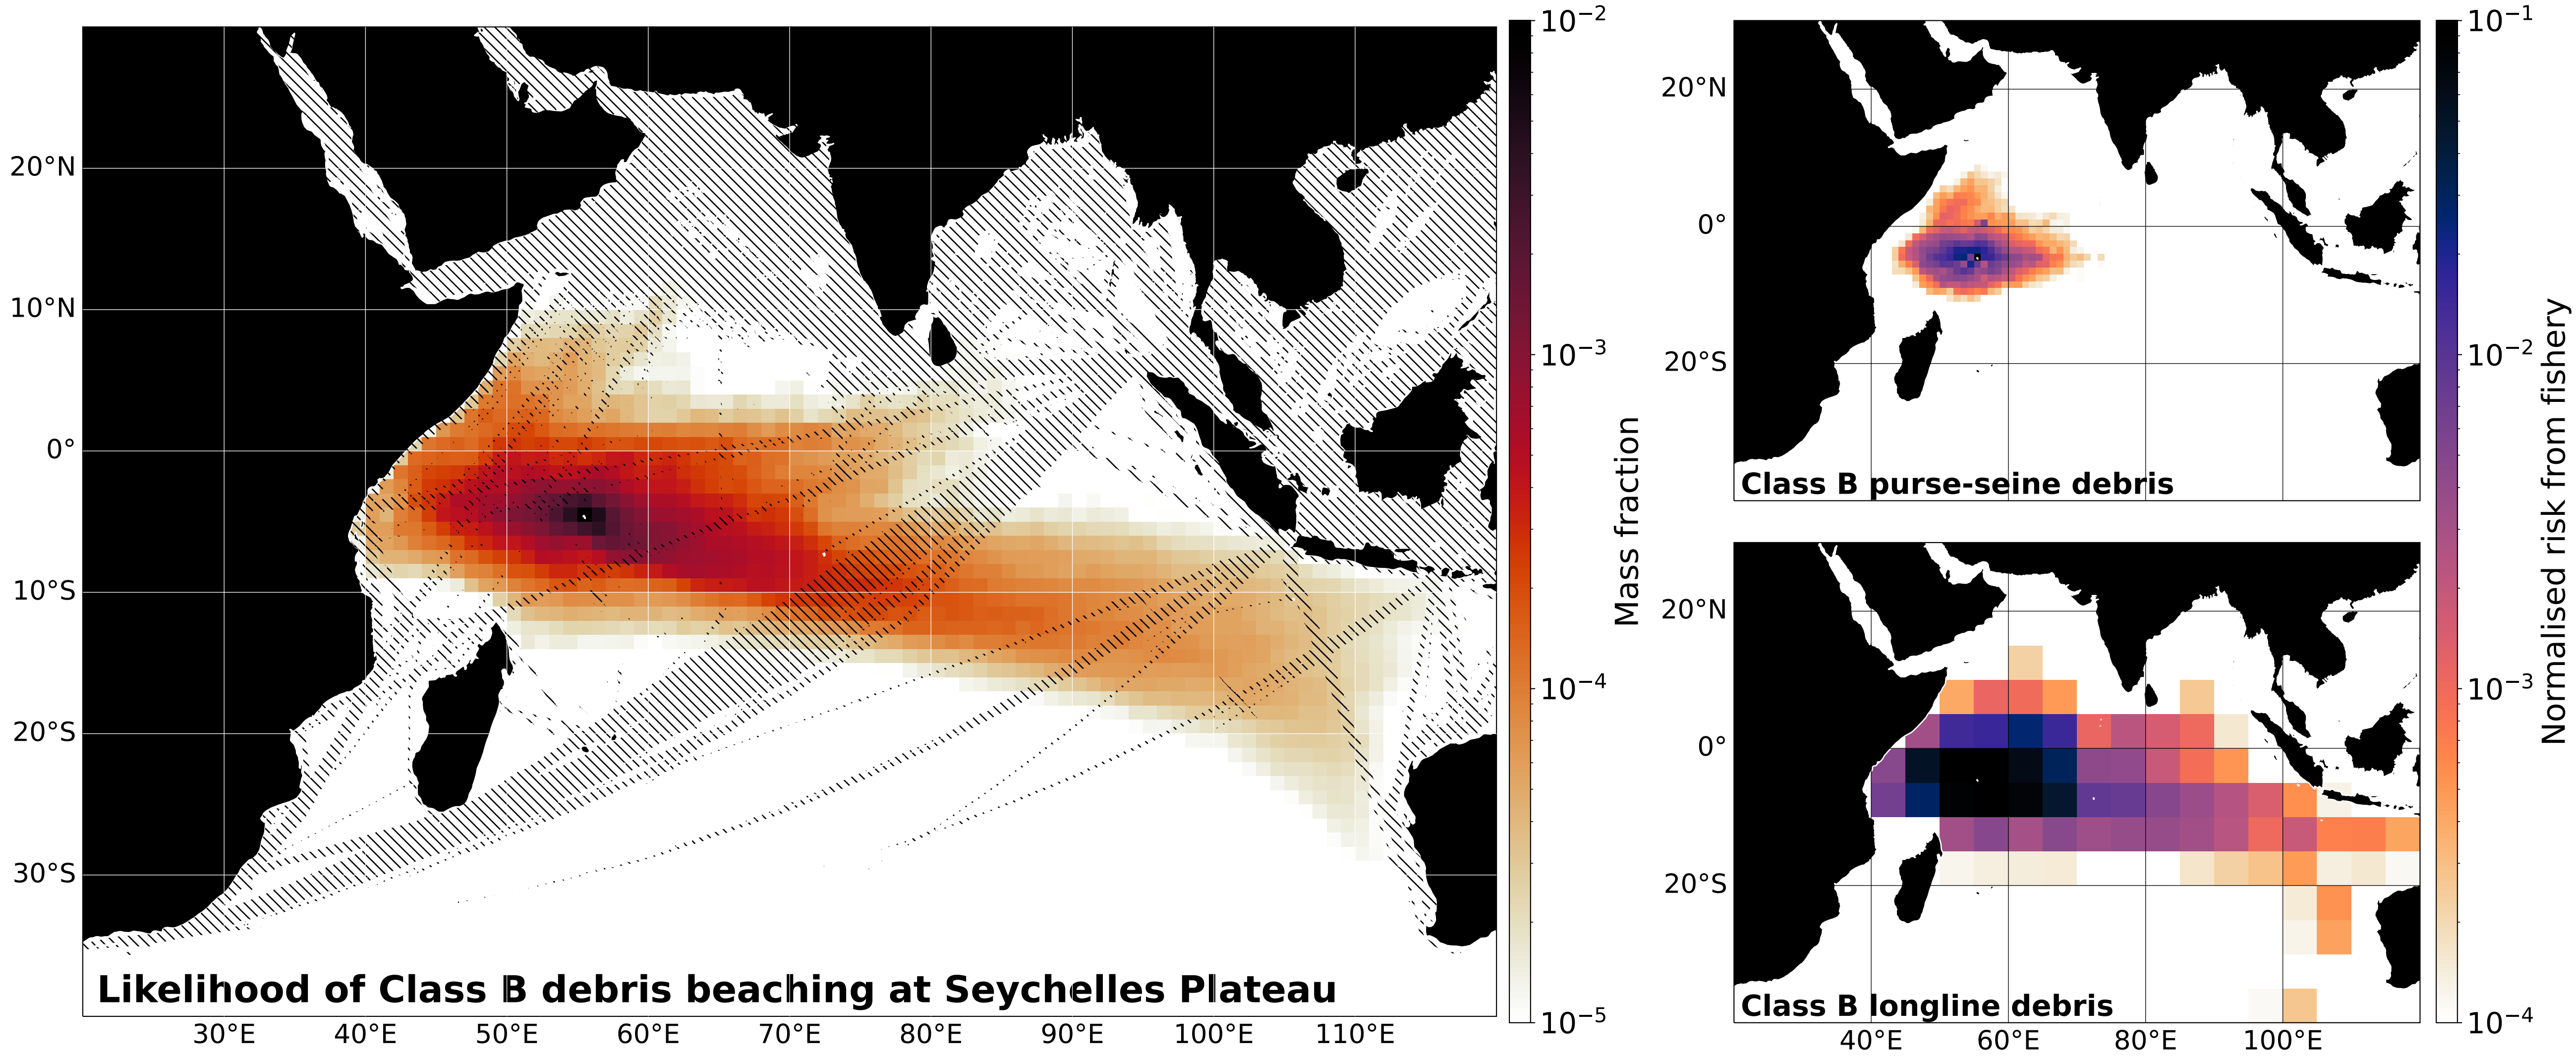 20°N
10°N
0°
10°S
20°S
30°S
30°E 40°E 50°E 60°E 70°E 80°E 90°E 100°E 110°E
Likelihood of Class B debris beaching at Seychelles Plateau
10⁻²
10⁻³
10⁻⁴
10⁻⁵
Mass fraction
20°N
0°
20°S
Class B purse-seine debris
20°N
0°
20°S
Class B longline debris
40°E 60°E 80°E 100°E
10⁻¹
10⁻²
10⁻³
10⁻⁴
Normalised risk from fishery